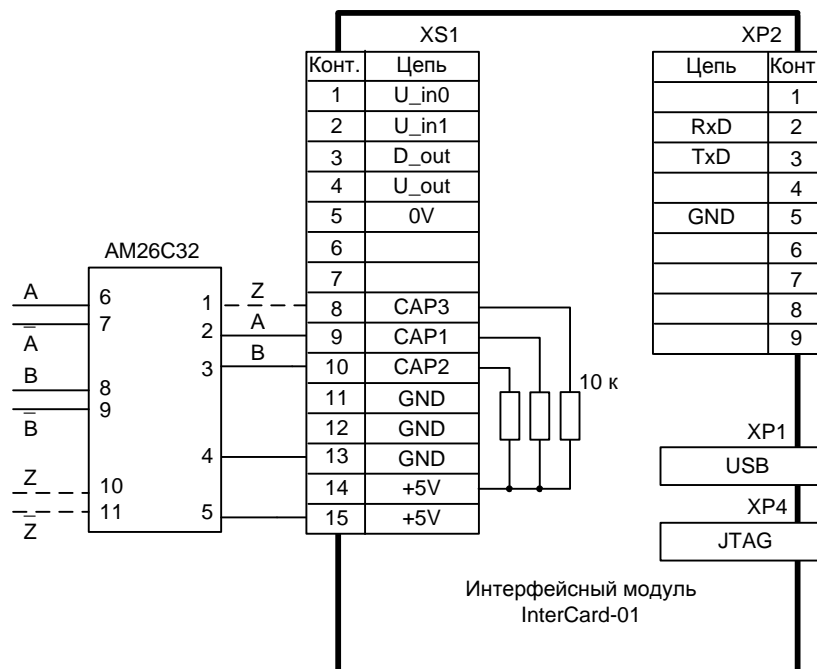 XS1
Конт. Цепь
1 U_in0
2 U_in1
3 D_out
4 U_out
5 0V
6
7
8 CAP3
9 CAP1
10 CAP2
11 GND
12 GND
13 GND
14 +5V
15 +5V
XP2
Цепь Конт
1
RxD 2
TxD 3
4
GND 5
6
7
8
9
AM26C32
A 6
A̅ 7
B 8
B̅ 9
Z 10
Z̅ 11
1 Z
2 A
3 B
4
5
10 к
XP1
USB
XP4
JTAG
Интерфейсный модуль
InterCard-01